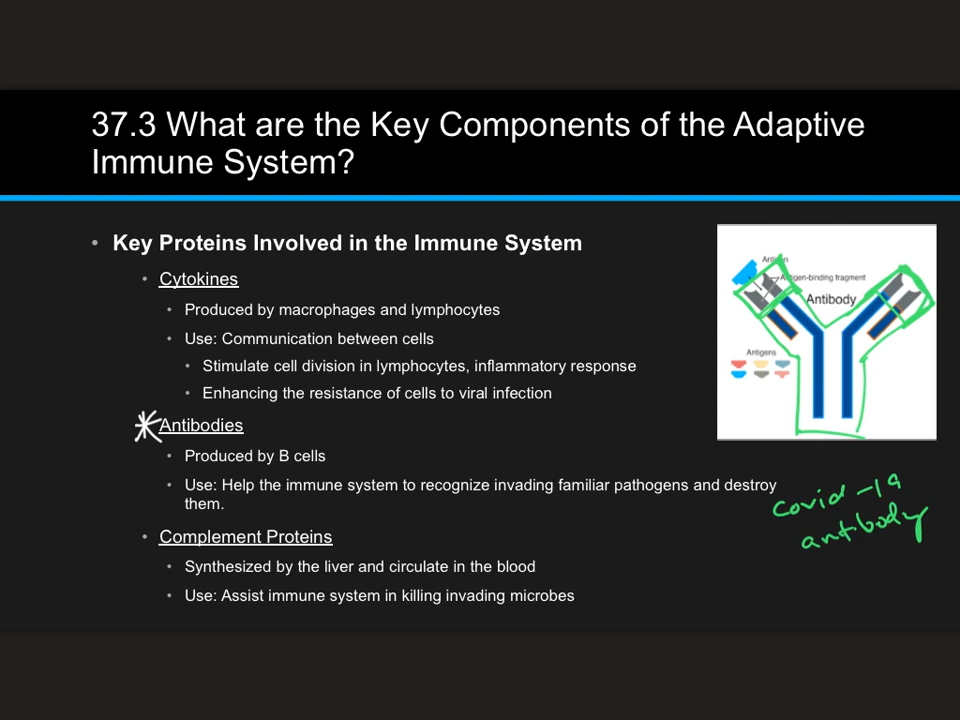 37.3 What are the Key Components of the Adaptive
Immune System?
• Key Proteins Involved in the Immune System
• Cytokines
• Produced by macrophages and lymphocytes
• Use: Communication between cells
• Stimulate cell division in lymphocytes, inflammatory response
• Enhancing the resistance of cells to viral infection
Antibodies
• Produced by B cells
• Use: Help the immune system to recognize invading familiar pathogens and destroy
them.
• Complement Proteins
• Synthesized by the liver and circulate in the blood
• Use: Assist immune system in killing invading microbes
Antigen
Antigen-binding fragment
Antibody
Antigens
Covid-19
antibody